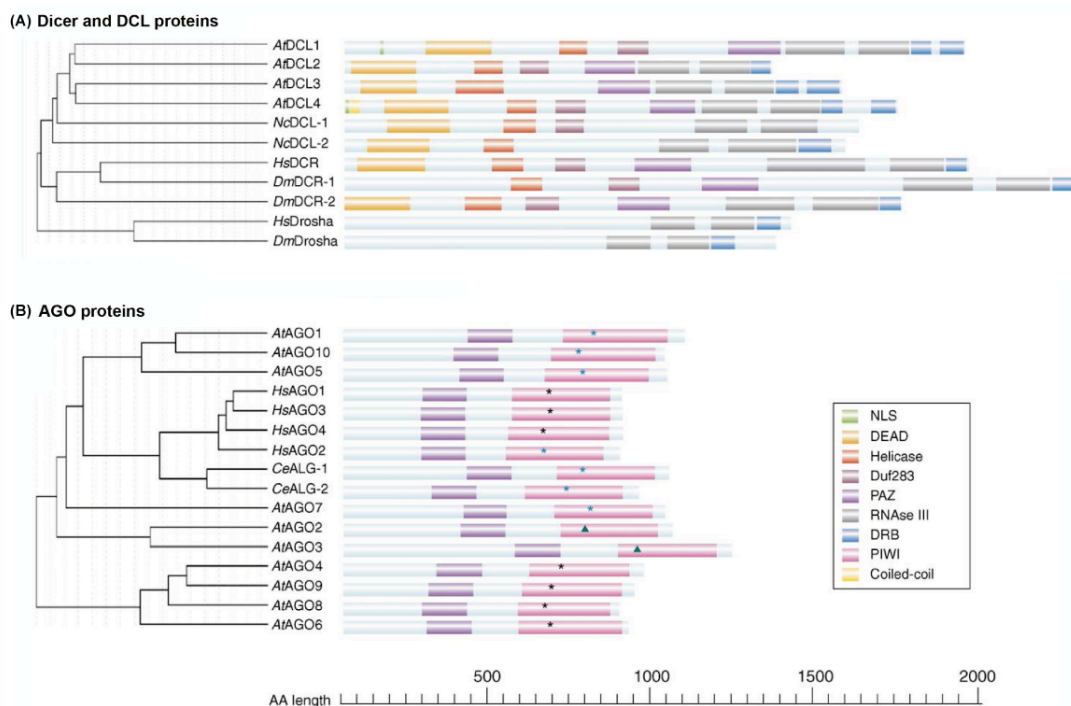 (A) Dicer and DCL proteins
AtDCL1
AtDCL2
AtDCL3
AtDCL4
NcDCL-1
NcDCL-2
HsDCR
DmDCR-1
DmDCR-2
HsDrosha
DmDrosha
(B) AGO proteins
AtAGO1
AtAGO10
AtAGO5
HsAGO1
HsAGO3
HsAGO4
HsAGO2
CeALG-1
CeALG-2
AtAGO7
AtAGO2
AtAGO3
AtAGO4
AtAGO9
AtAGO8
AtAGO6
NLS
DEAD
Helicase
Duf283
PAZ
RNAse III
DRB
PIWI
Coiled-coil
AA length 500 1000 1500 2000